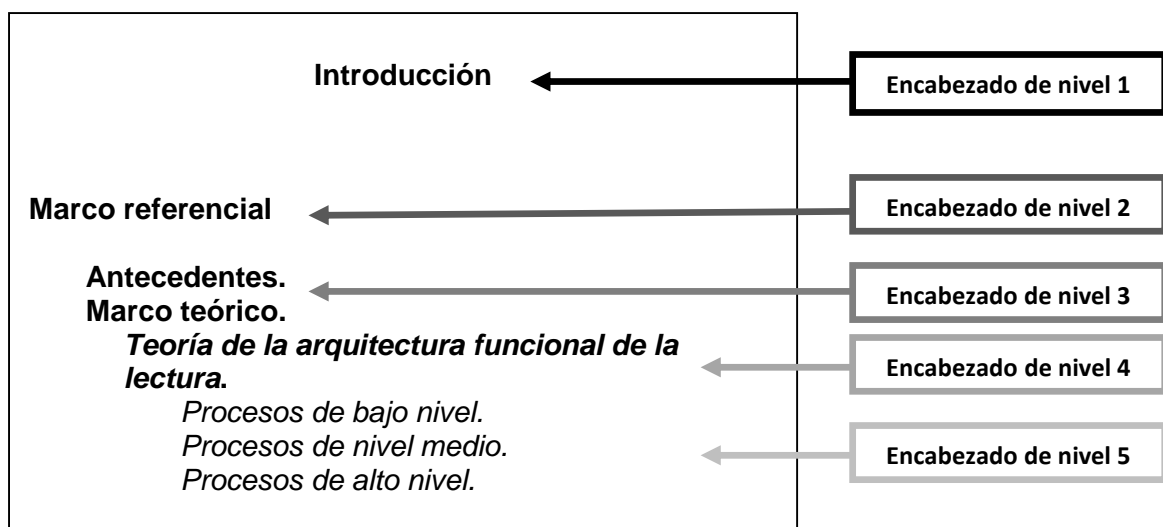 Introducción
Encabezado de nivel 1
Marco referencial
Encabezado de nivel 2
Antecedentes.
Marco teórico.
Encabezado de nivel 3
Teoría de la arquitectura funcional de la
lectura.
Encabezado de nivel 4
Procesos de bajo nivel.
Procesos de nivel medio.
Procesos de alto nivel.
Encabezado de nivel 5